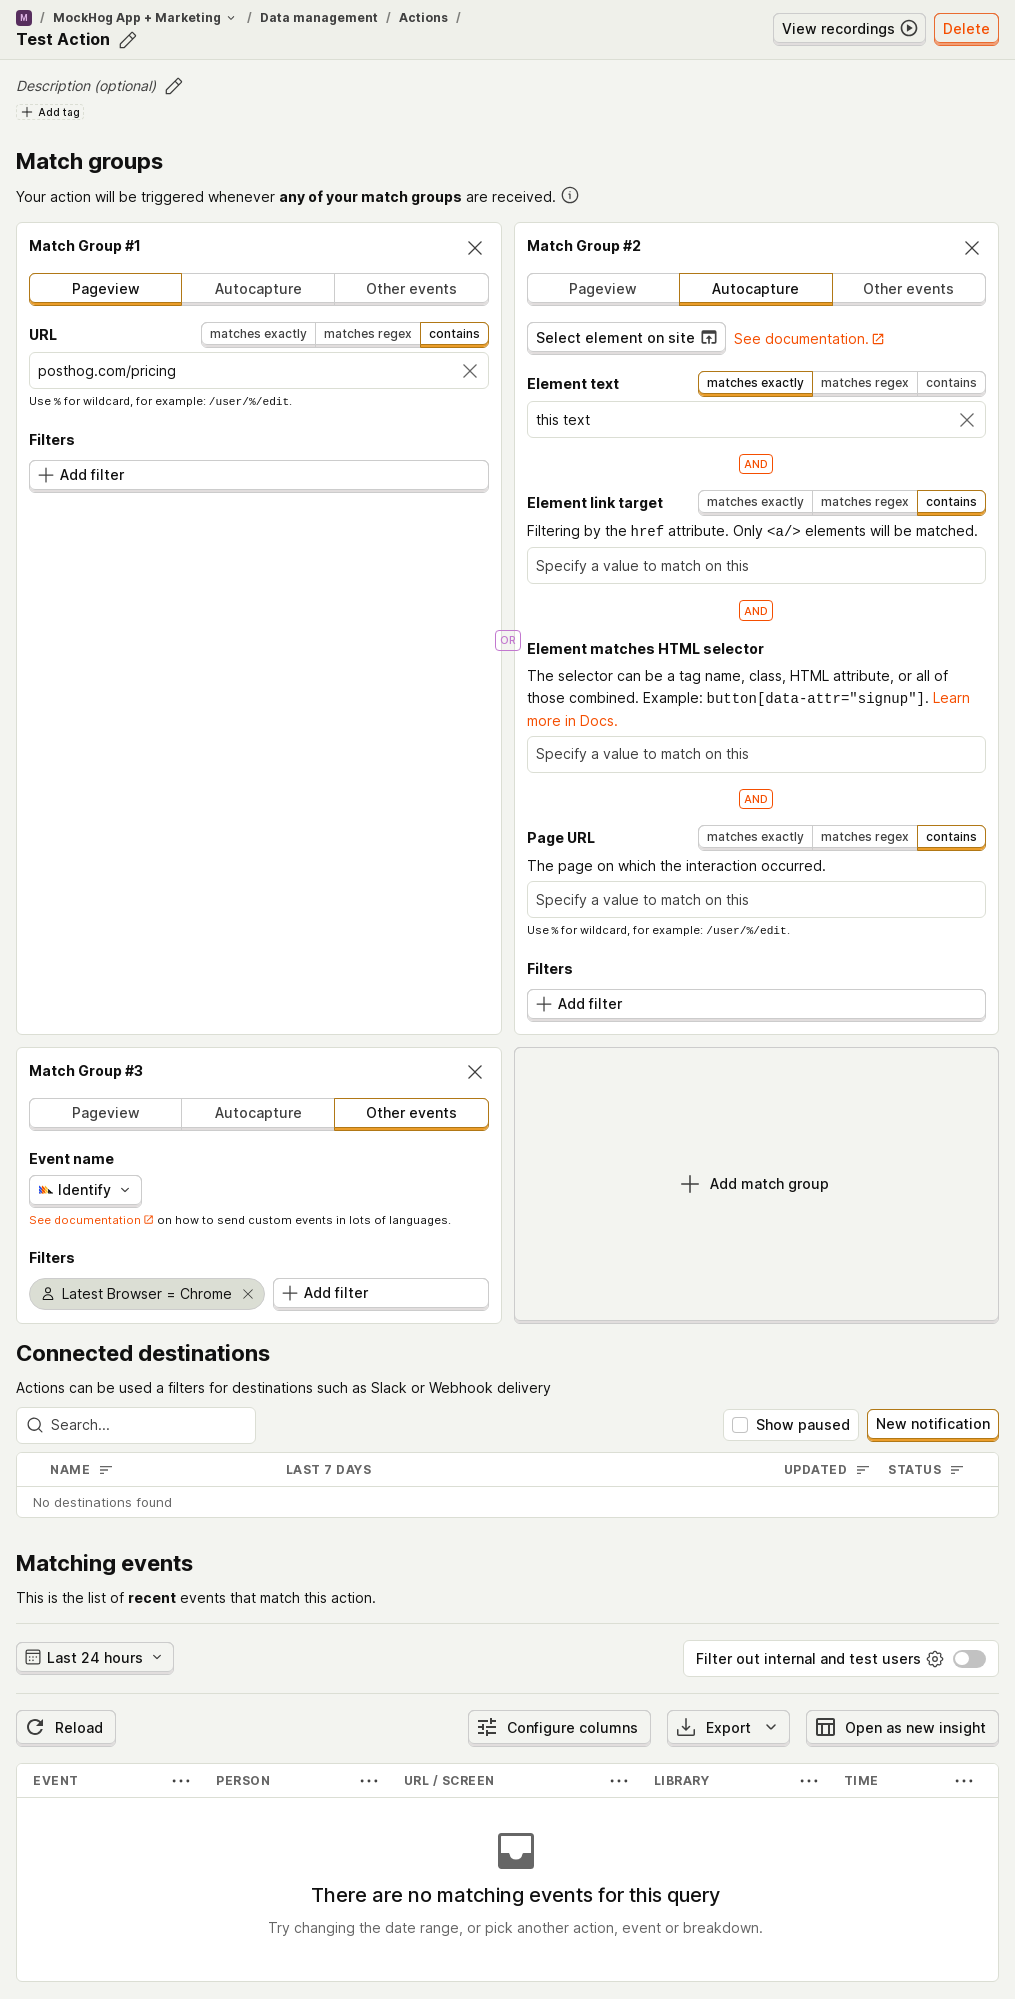 M / MockHog App + Marketing / Data management / Actions /
Test Action
View recordings
Delete
Description (optional)
Add tag
Match groups
Your action will be triggered whenever any of your match groups are received.
Match Group #1
Pageview Autocapture Other events
URL matches exactly matches regex contains
posthog.com/pricing
Use % for wildcard, for example: /user/%/edit.
Filters
Add filter
OR
Match Group #2
Pageview Autocapture Other events
Select element on site See documentation.
Element text matches exactly matches regex contains
this text
AND
Element link target matches exactly matches regex contains
Filtering by the href attribute. Only <a/> elements will be matched.
Specify a value to match on this
AND
Element matches HTML selector
The selector can be a tag name, class, HTML attribute, or all of
those combined. Example: button[data-attr="signup"]. Learn
more in Docs.
Specify a value to match on this
AND
Page URL matches exactly matches regex contains
The page on which the interaction occurred.
Specify a value to match on this
Use % for wildcard, for example: /user/%/edit.
Filters
Add filter
Match Group #3
Pageview Autocapture Other events
Event name
Identify
See documentation on how to send custom events in lots of languages.
Filters
Latest Browser = Chrome Add filter
Add match group
Connected destinations
Actions can be used a filters for destinations such as Slack or Webhook delivery
Search... Show paused New notification
NAME LAST 7 DAYS UPDATED STATUS
No destinations found
Matching events
This is the list of recent events that match this action.
Last 24 hours Filter out internal and test users
Reload Configure columns Export Open as new insight
EVENT PERSON URL / SCREEN LIBRARY TIME
There are no matching events for this query
Try changing the date range, or pick another action, event or breakdown.